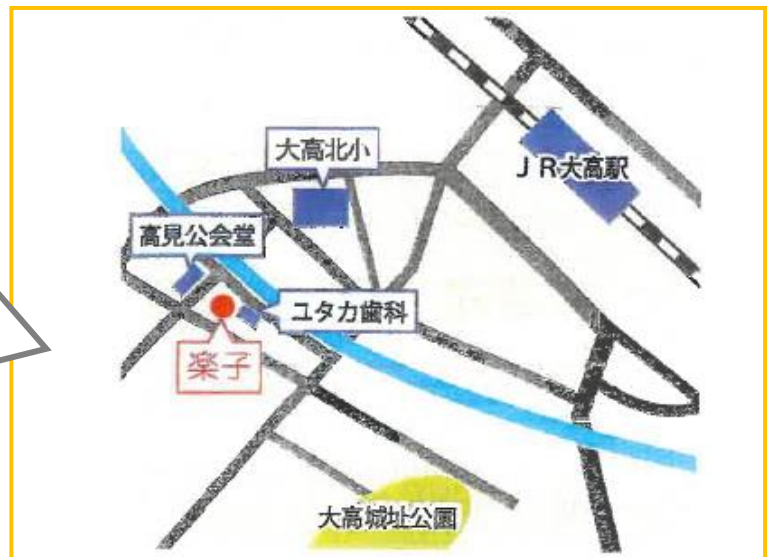 大高北小
ＪＲ大高駅
高見公会堂
ユタカ歯科
楽子
大高城址公園